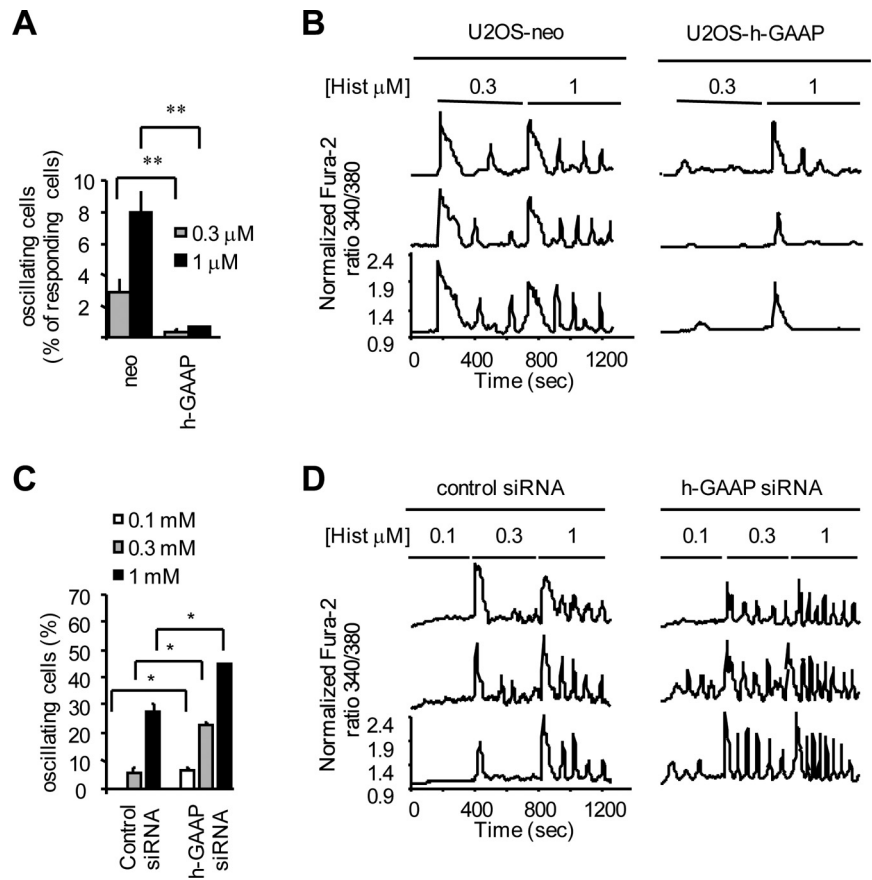 A
**
**
oscillating cells
(% of responding cells)
10
8
6
4
2
0.3 µM
1 µM
neo
h-GAAP
B
U2OS-neo
U2OS-h-GAAP
[Hist µM]
0.3
1
0.3
1
Normalized Fura-2
ratio 340/380
2.4
1.9
1.4
0.9
0
400
800
1200
Time (sec)
C
0.1 mM
0.3 mM
1 mM
oscillating cells (%)
70
60
50
40
30
20
10
0
*
*
*
Control
siRNA
h-GAAP
siRNA
D
control siRNA
h-GAAP siRNA
[Hist µM]
0.1
0.3
1
0.1
0.3
1
Normalized Fura-2
ratio 340/380
2.4
1.9
1.4
0.9
0
400
800
1200
Time (sec)